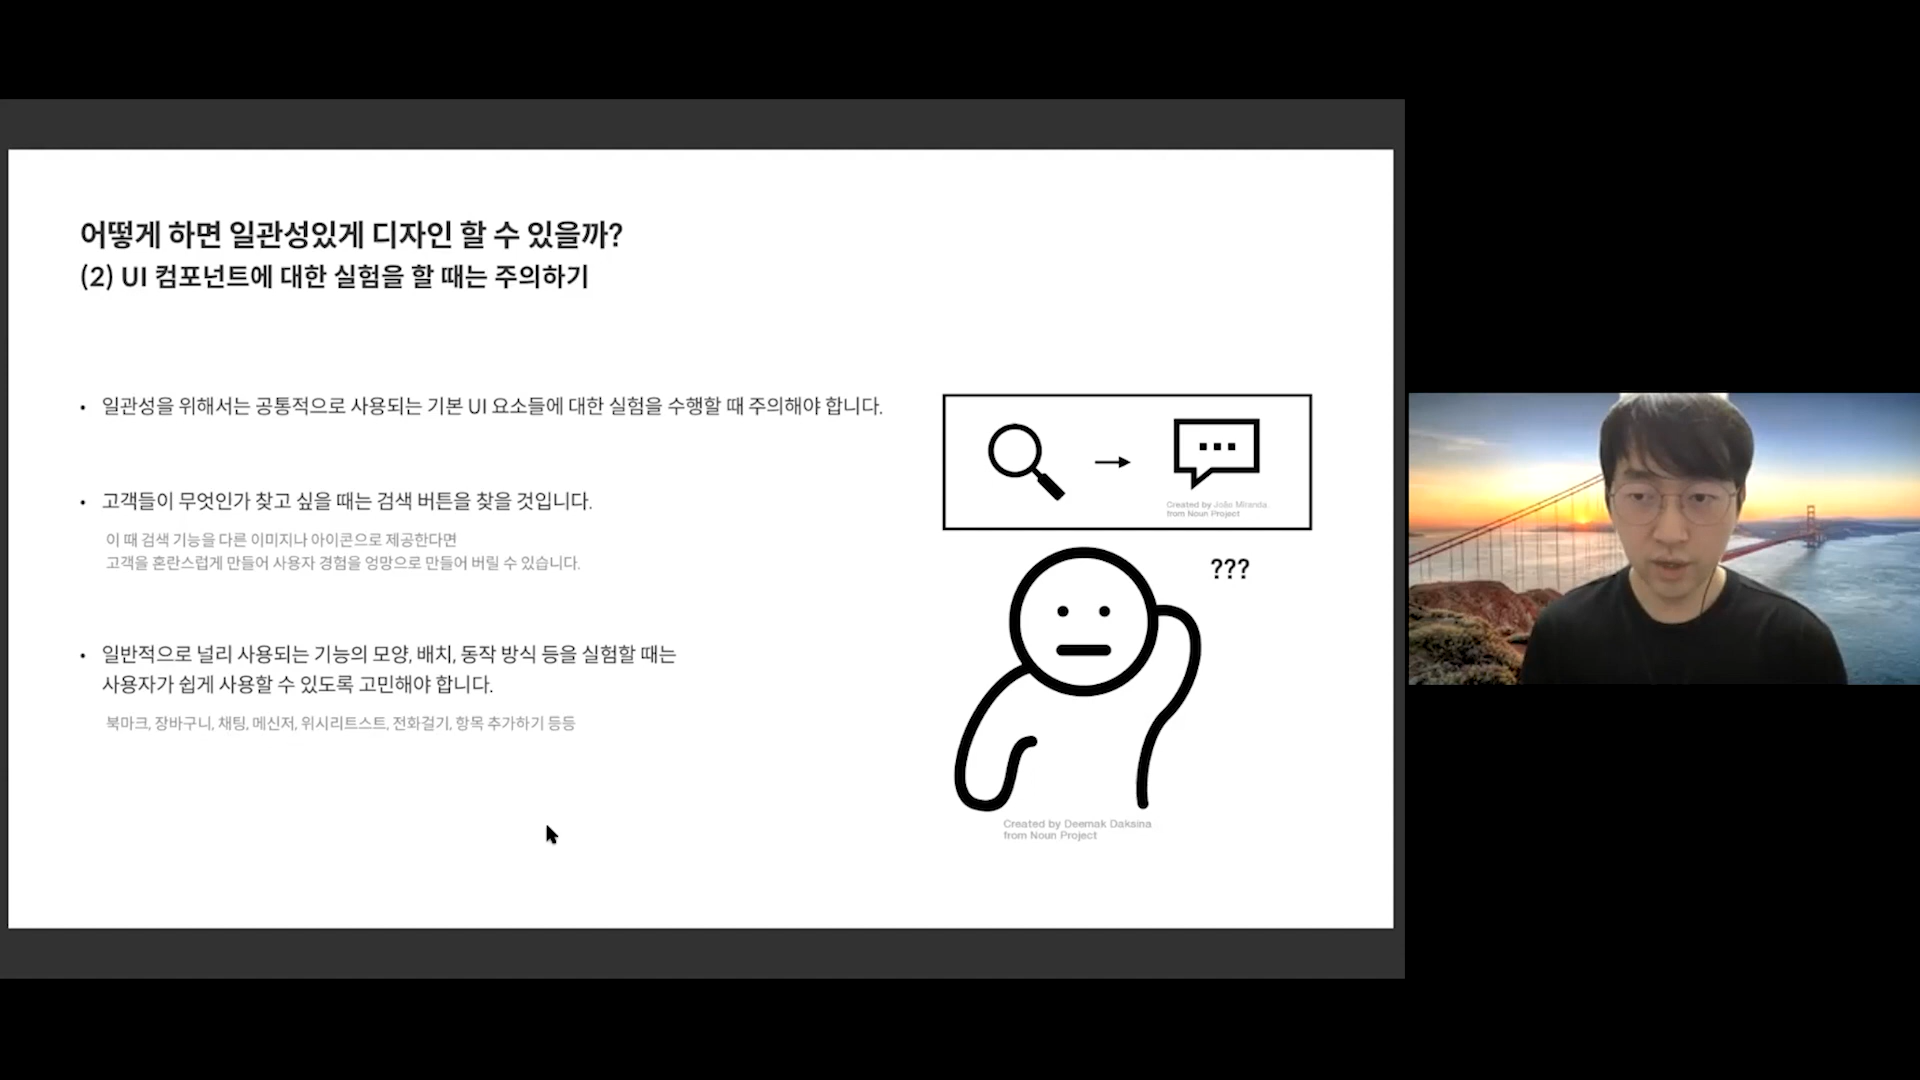 어떻게 하면 일관성있게 디자인 할 수 있을까?
(2) UI 컴포넌트에 대한 실험을 할 때는 주의하기
• 일관성을 위해서는 공통적으로 사용되는 기본 UI 요소들에 대한 실험을 수행할 때 주의해야 합니다.
• 고객들이 무엇인가 찾고 싶을 때는 검색 버튼을 찾을 것입니다.
이 때 검색 기능을 다른 이미지나 아이콘으로 제공한다면
고객을 혼란스럽게 만들어 사용자 경험을 엉망으로 만들어 버릴 수 있습니다.
• 일반적으로 널리 사용되는 기능의 모양, 배치, 동작 방식 등을 실험할 때는
사용자가 쉽게 사용할 수 있도록 고민해야 합니다.
북마크, 장바구니, 채팅, 메신저, 위시리트스트, 전화걸기, 항목 추가하기 등등
Created by João Miranda
from Noun Project
???
Created by Deemak Daksina
from Noun Project